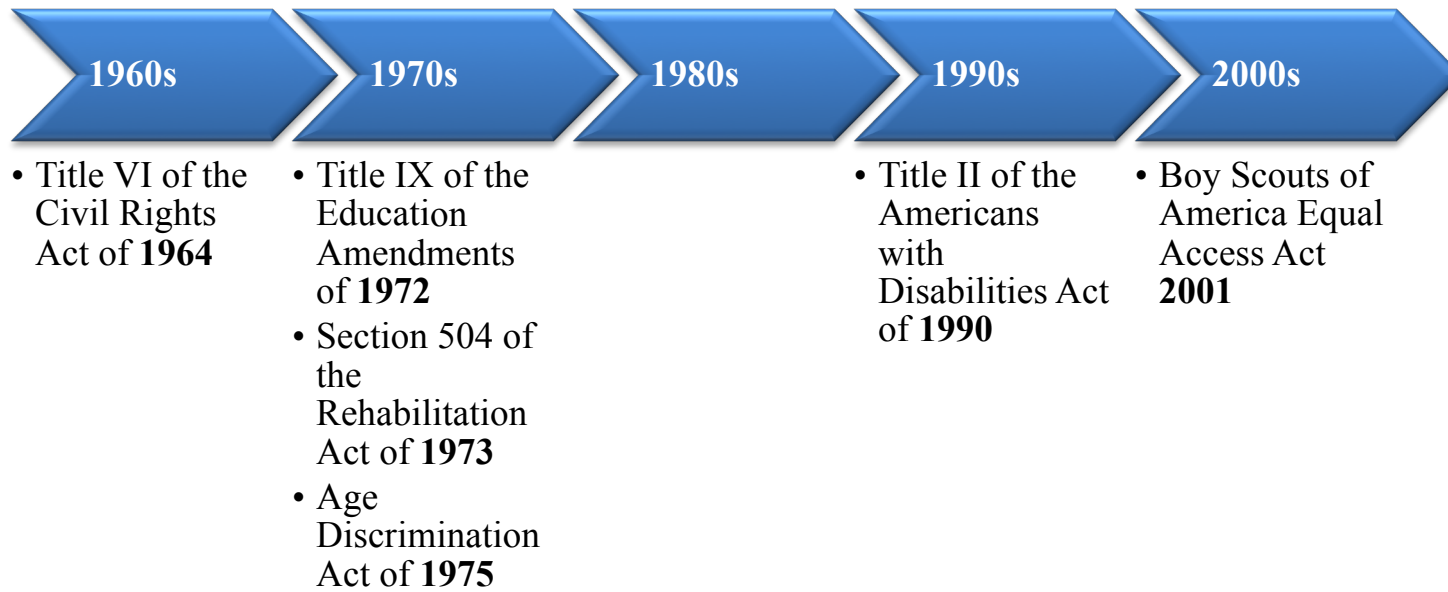 1960s
1970s
1980s
1990s
2000s
• Title VI of the
Civil Rights
Act of 1964
• Title IX of the
Education
Amendments
of 1972
• Section 504 of
the
Rehabilitation
Act of 1973
• Age
Discrimination
Act of 1975
• Title II of the
Americans
with
Disabilities Act
of 1990
• Boy Scouts of
America Equal
Access Act
2001